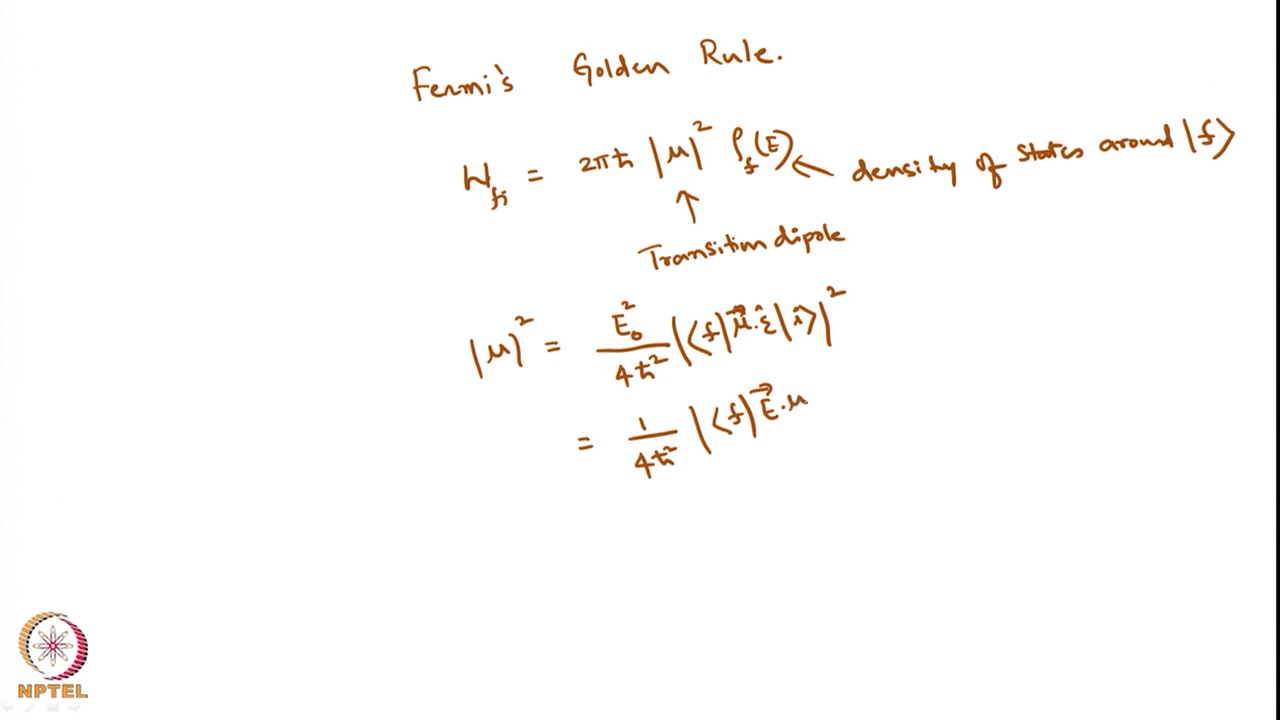 Fermi's Golden Rule.
W_fi = 2πħ |μ|² ρ_f(E) ← density of states around |f⟩
↑
Transition dipole
|μ|² = E₀²/4ħ² |⟨f|μ⃗.ε̂|i⟩|²
= 1/4ħ² |⟨f|E⃗.μ
NPTEL